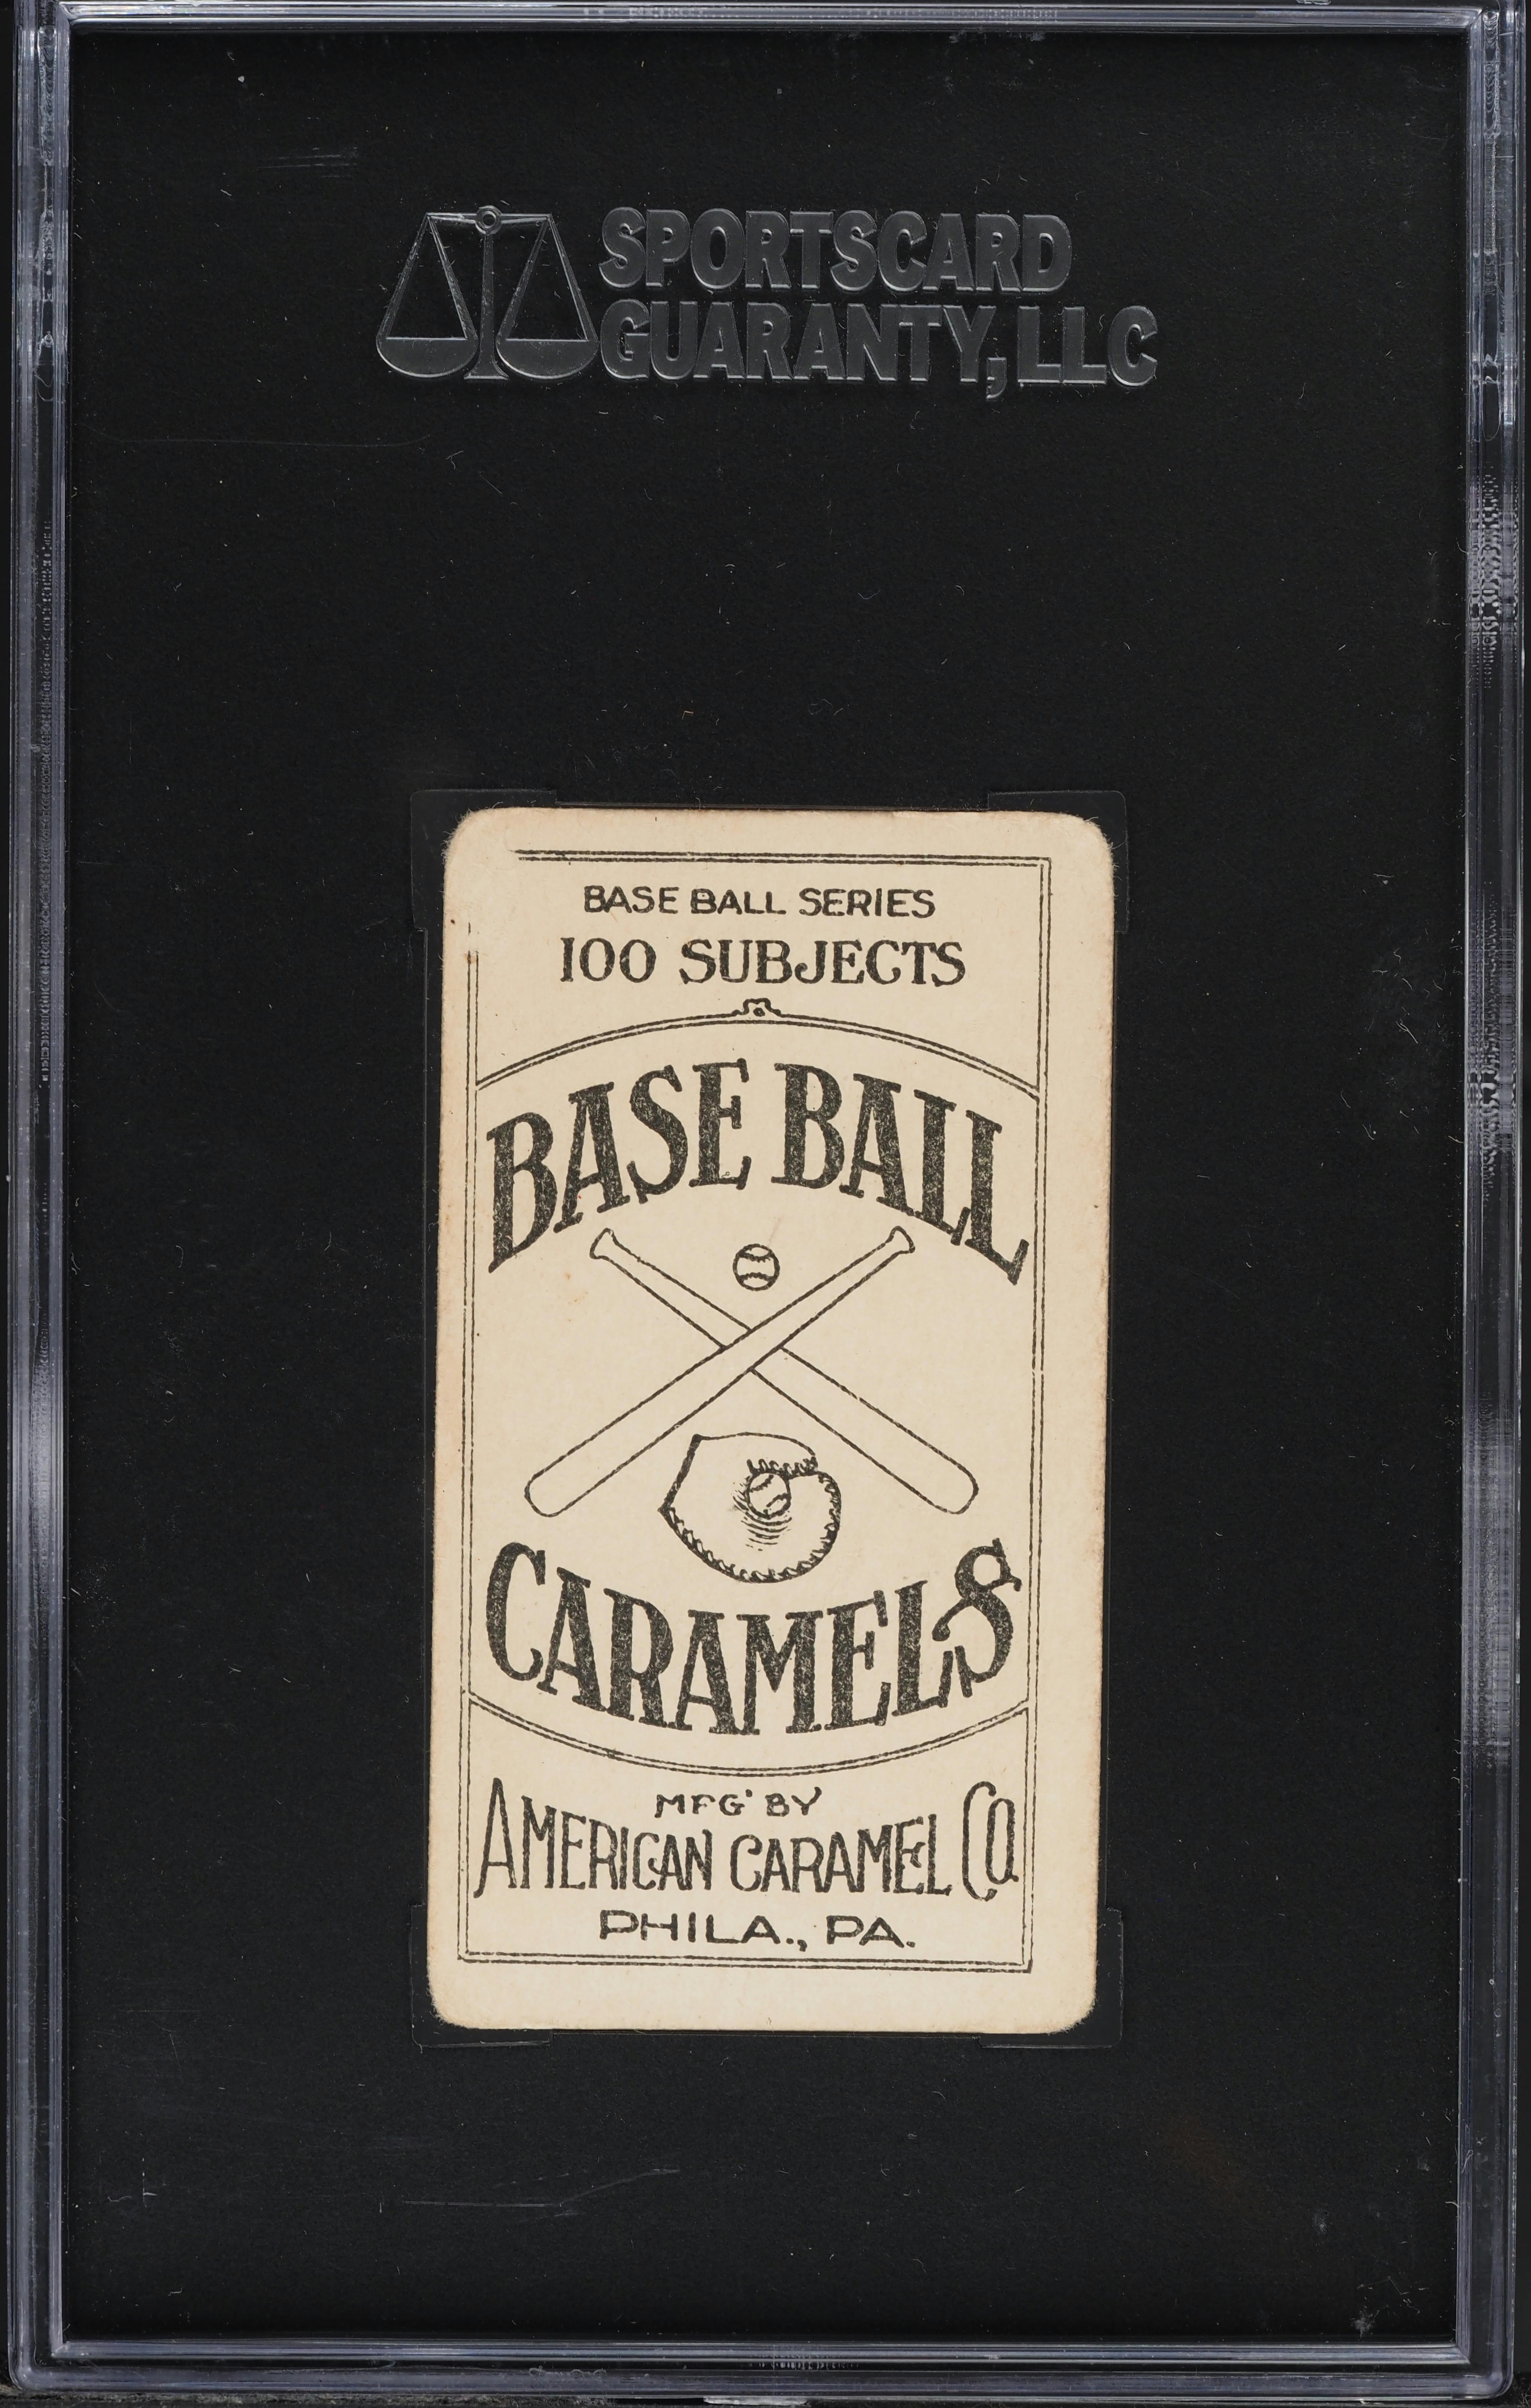 SPORTSCARD
GUARANTY, LLC
BASE BALL SERIES
100 SUBJECTS
BASE BALL
CARAMELS
MFG' BY
AMERICAN CARAMEL CO.
PHILA., PA.